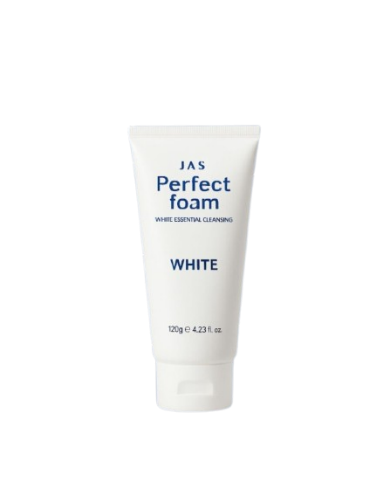 JAS
Perfect
foam
WHITE ESSENTIAL CLEANSING
WHITE
120g ℮ 4.23 fl. oz.